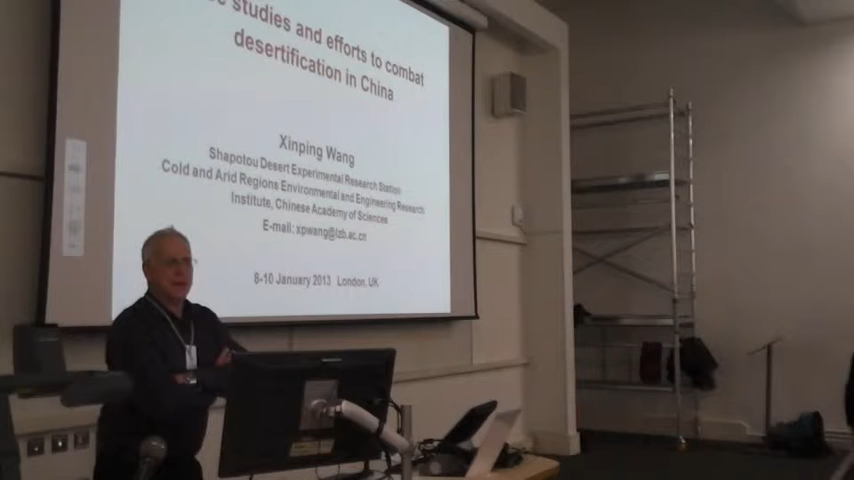 studies and efforts to combat
desertification in China
Xinping Wang
Shapotou Desert Experimental Research Station
Cold and Arid Regions Environmental and Engineering Research
Institute, Chinese Academy of Sciences
E-mail: xpwang@lzb.ac.cn
8-10 January 2013 London, UK